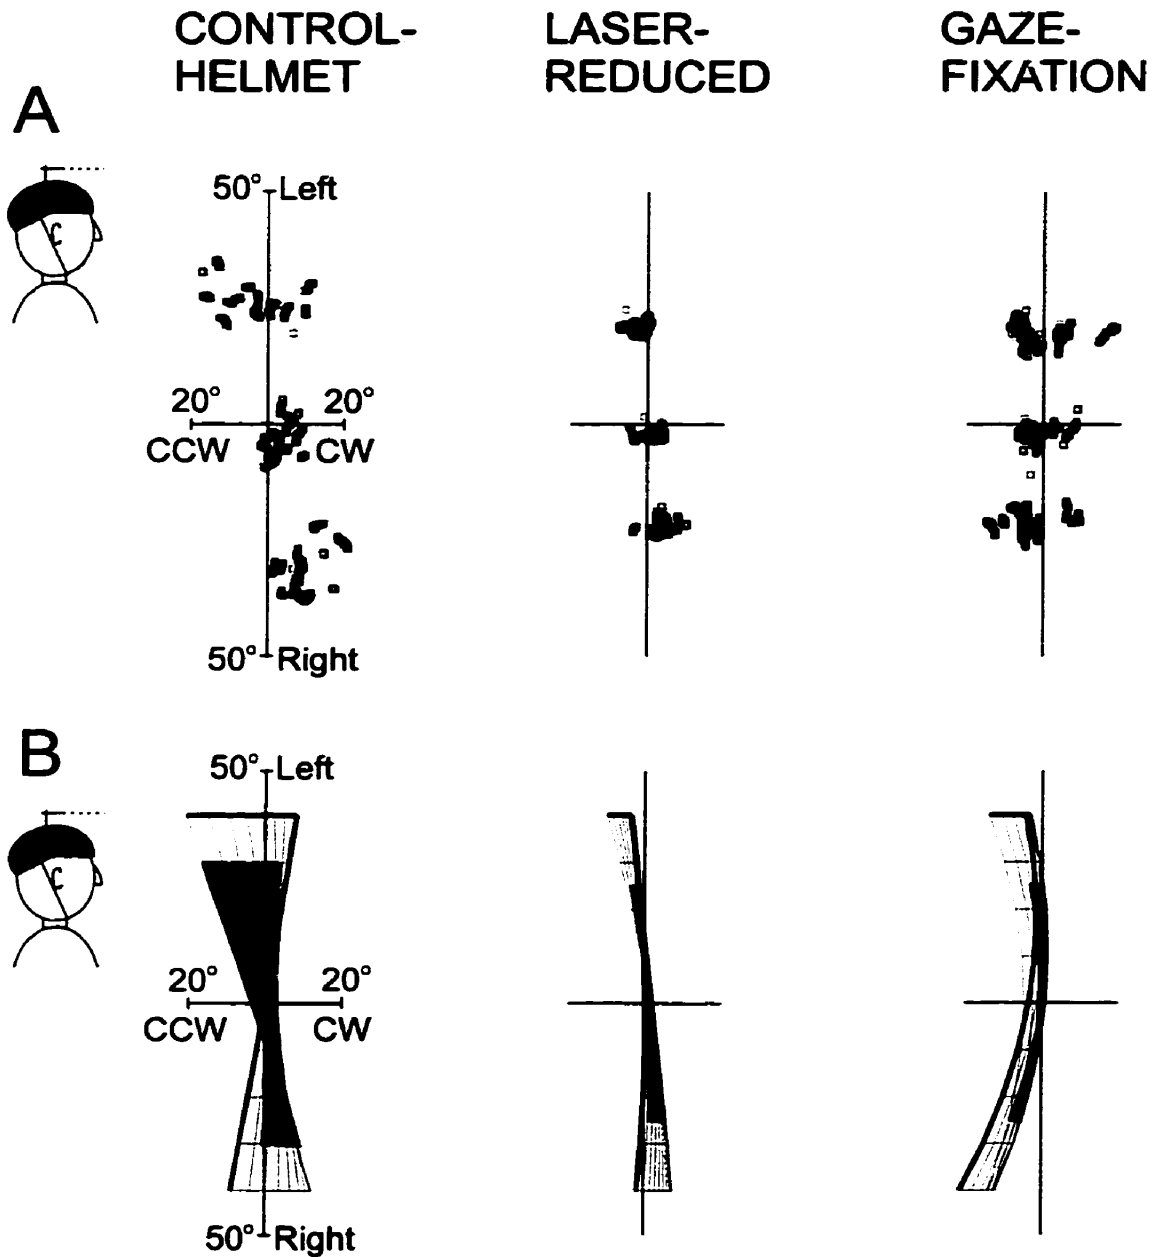 CONTROL-
HELMET
LASER-
REDUCED
GAZE-
FIXATION
A
50° Left
20°
20°
CCW
CW
50° Right
B
50° Left
20°
20°
CCW
CW
50° Right